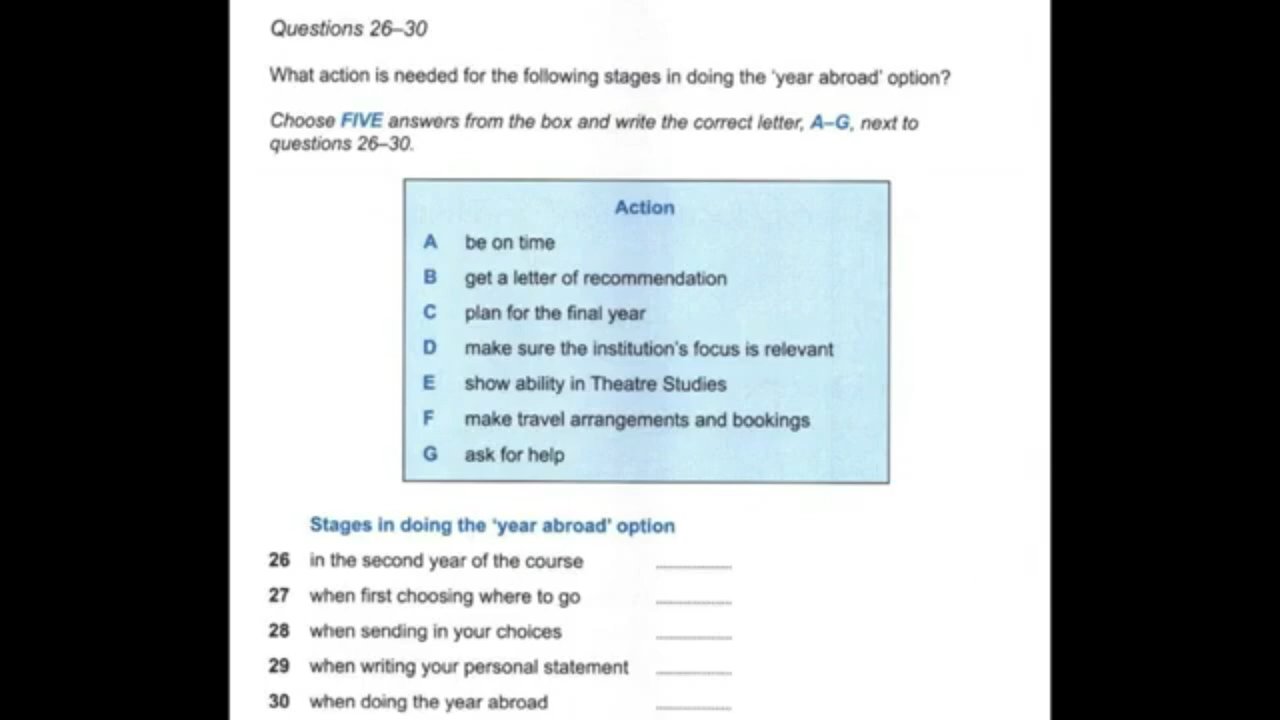 Questions 26–30
What action is needed for the following stages in doing the 'year abroad' option?
Choose FIVE answers from the box and write the correct letter, A–G, next to
questions 26–30.
Action
A be on time
B get a letter of recommendation
C plan for the final year
D make sure the institution's focus is relevant
E show ability in Theatre Studies
F make travel arrangements and bookings
G ask for help
Stages in doing the 'year abroad' option
26 in the second year of the course
27 when first choosing where to go
28 when sending in your choices
29 when writing your personal statement
30 when doing the year abroad